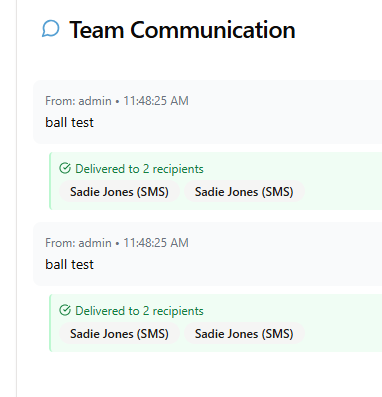 Team Communication
From: admin • 11:48:25 AM
ball test
Delivered to 2 recipients
Sadie Jones (SMS) Sadie Jones (SMS)
From: admin • 11:48:25 AM
ball test
Delivered to 2 recipients
Sadie Jones (SMS) Sadie Jones (SMS)